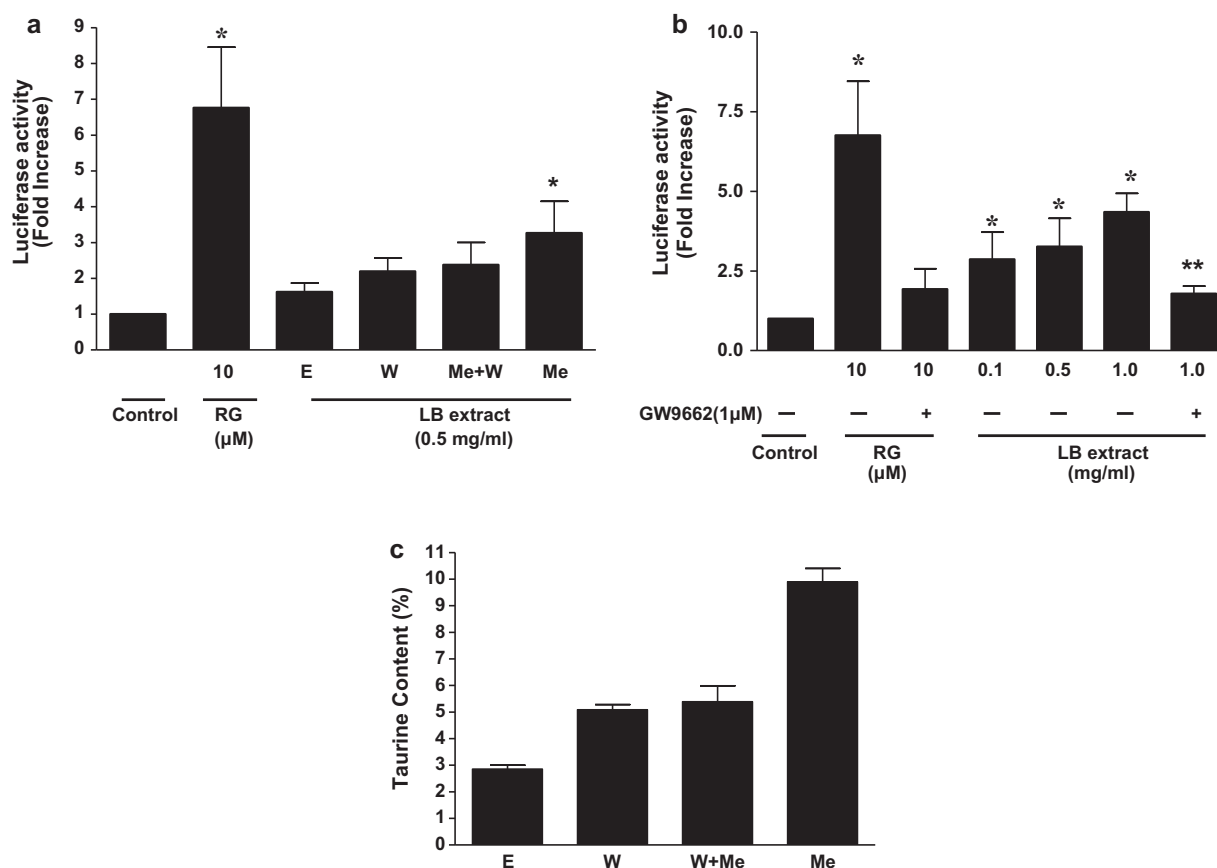 a
Luciferase activity
(Fold Increase)
9
8
7
6
5
4
3
2
1
0
*
*
10 E W Me+W Me
Control RG LB extract
(µM) (0.5 mg/ml)
b
Luciferase activity
(Fold Increase)
10.0
7.5
5.0
2.5
0.0
*
*
*
*
**
10 10 0.1 0.5 1.0 1.0
GW9662(1µM) – – + – – – +
Control RG LB extract
(µM) (mg/ml)
c
Taurine Content (%)
11
10
9
8
7
6
5
4
3
2
1
0
E W W+Me Me